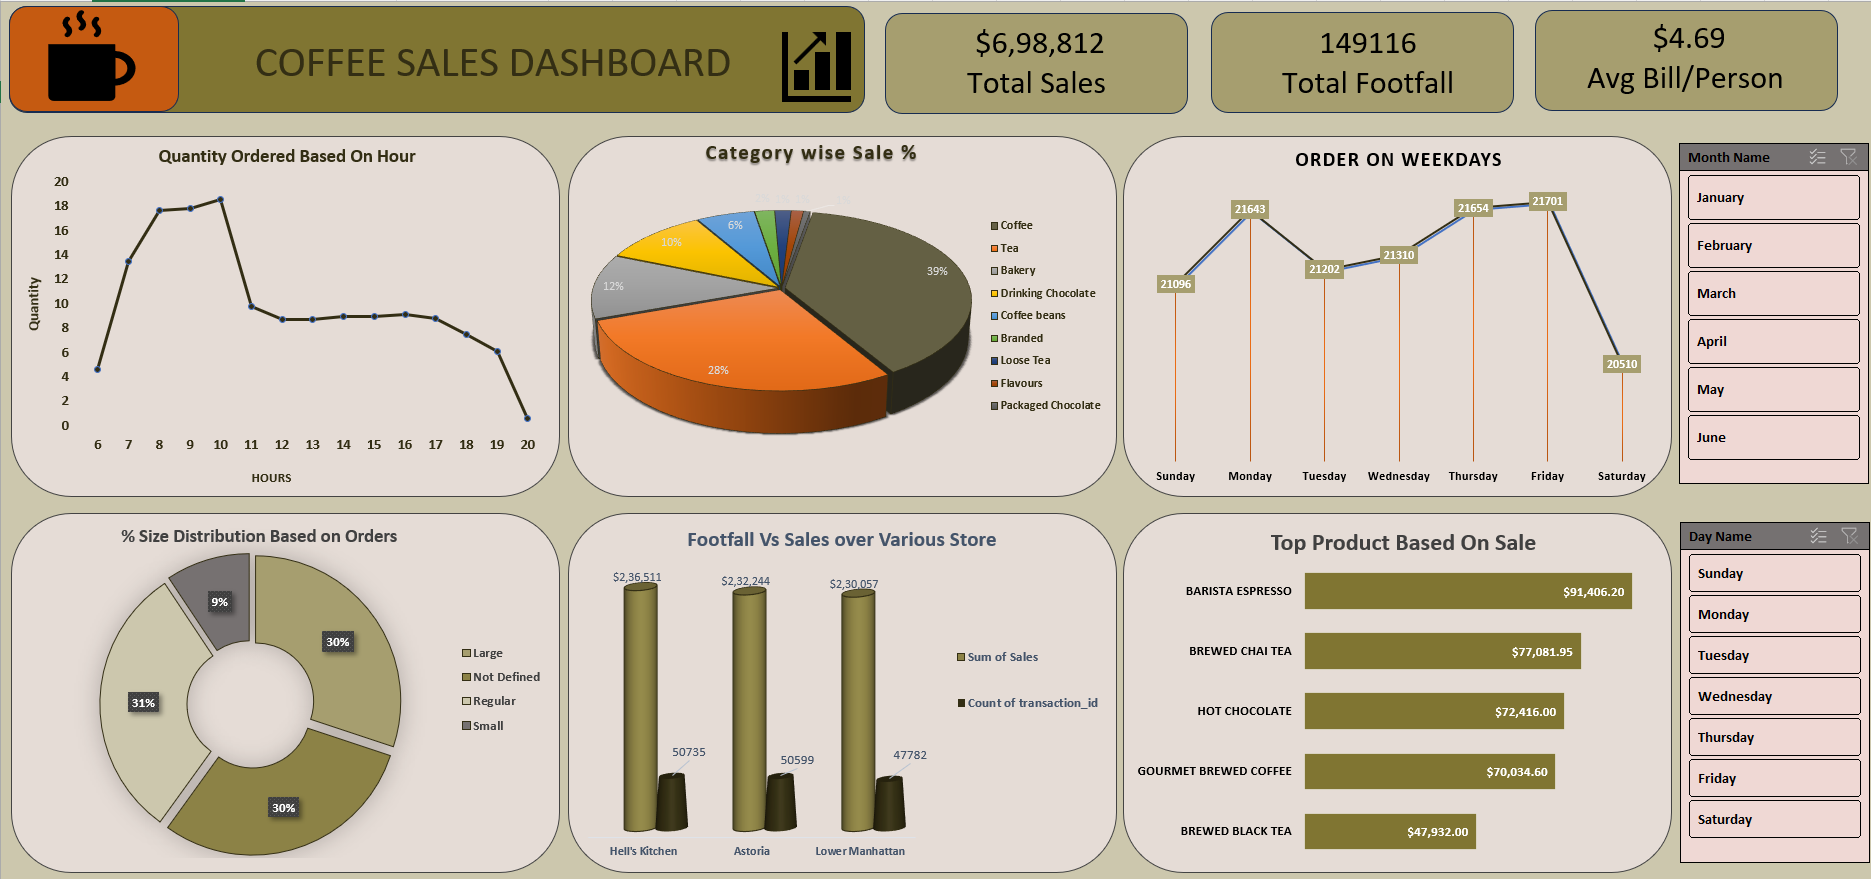 COFFEE SALES DASHBOARD
$6,98,812
Total Sales
149116
Total Footfall
$4.69
Avg Bill/Person
Quantity Ordered Based On Hour
Quantity
20
18
16
14
12
10
8
6
4
2
0
6 7 8 9 10 11 12 13 14 15 16 17 18 19 20
HOURS
Category wise Sale %
39%
28%
12%
10%
6%
Coffee
Tea
Bakery
Drinking Chocolate
Coffee beans
Branded
Loose Tea
Flavours
Packaged Chocolate
ORDER ON WEEKDAYS
21096
21643
21202
21310
21654
21701
20510
Sunday Monday Tuesday Wednesday Thursday Friday Saturday
Month Name
January
February
March
April
May
June
% Size Distribution Based on Orders
9%
30%
31%
30%
Large
Not Defined
Regular
Small
Footfall Vs Sales over Various Store
$2,36,511
$2,32,244
$2,30,057
50735
50599
47782
Hell's Kitchen Astoria Lower Manhattan
Sum of Sales
Count of transaction_id
Top Product Based On Sale
BARISTA ESPRESSO $91,406.20
BREWED CHAI TEA $77,081.95
HOT CHOCOLATE $72,416.00
GOURMET BREWED COFFEE $70,034.60
BREWED BLACK TEA $47,932.00
Day Name
Sunday
Monday
Tuesday
Wednesday
Thursday
Friday
Saturday